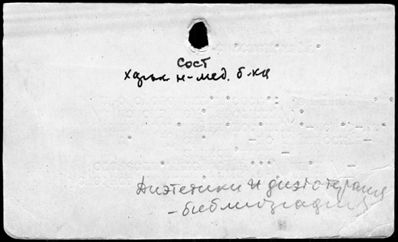 сост
харьк н-мед. б-ка
Диэтетики и диэтотерапия
- библиография